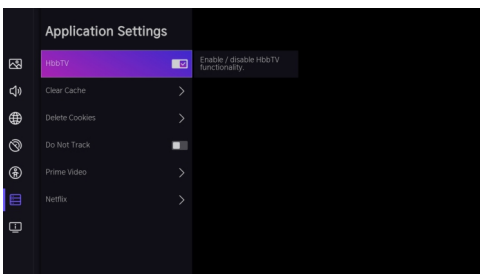 Application Settings
HbbTV
Enable / disable HbbTV
functionality.
Clear Cache
Delete Cookies
Do Not Track
Prime Video
Netflix